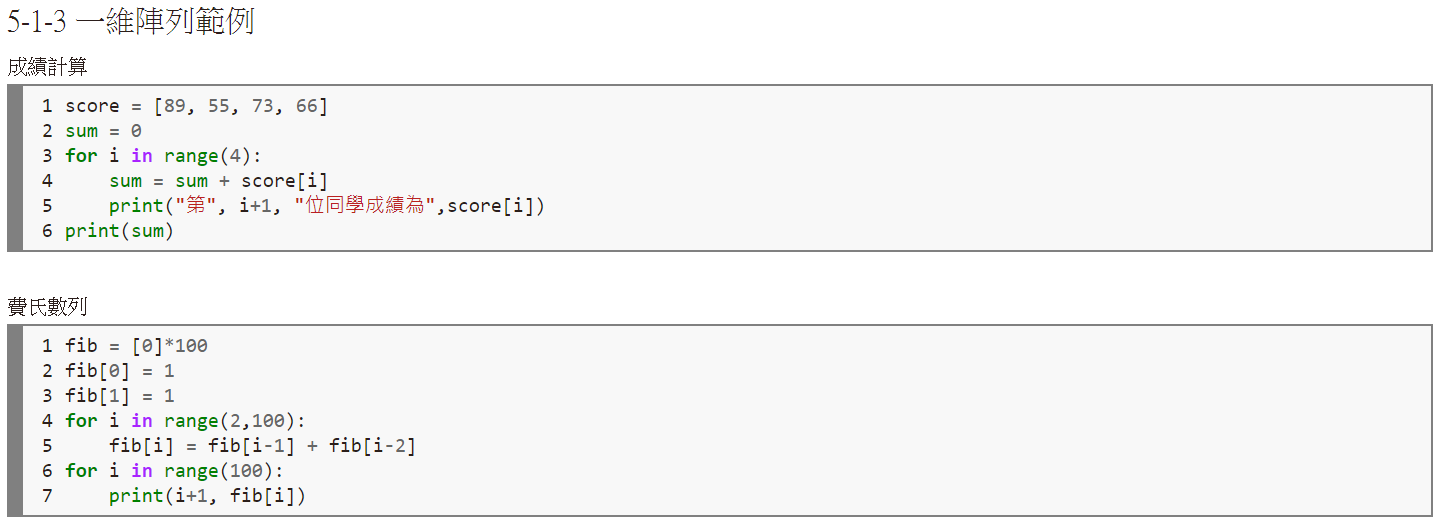 5-1-3 一維陣列範例
成績計算
1 score = [89, 55, 73, 66]
2 sum = 0
3 for i in range(4):
4     sum = sum + score[i]
5     print("第", i+1, "位同學成績為",score[i])
6 print(sum)
費氏數列
1 fib = [0]*100
2 fib[0] = 1
3 fib[1] = 1
4 for i in range(2,100):
5     fib[i] = fib[i-1] + fib[i-2]
6 for i in range(100):
7     print(i+1, fib[i])